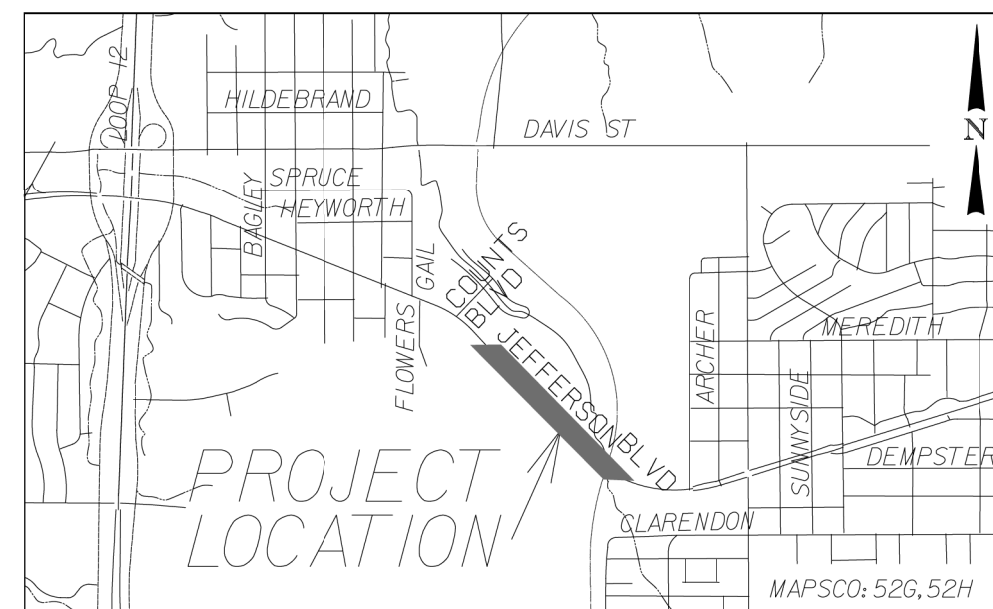 LOOP 12
HILDEBRAND
DAVIS ST
N
SPRUCE
HEYWORTH
BAGLEY
GAIL
COUNTS
BLVD
FLOWERS
JEFFERSON BLVD
ARCHER
MEREDITH
SUNNYSIDE
DEMPSTER
PROJECT
LOCATION
CLARENDON
MAPSCO: 52G, 52H